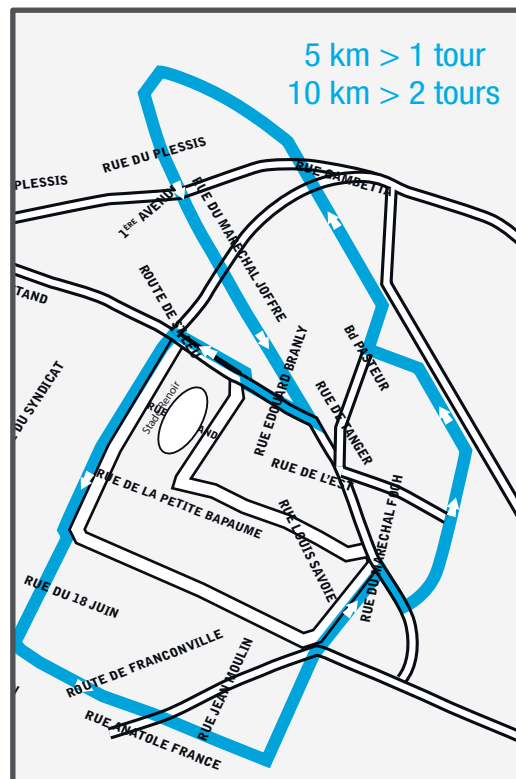 5 km > 1 tour
10 km > 2 tours
RUE DU PLESSIS
PLESSIS
RUE GAMBETTA
1ÈRE AVENUE
RUE DU MARECHAL JOFFRE
ROUTE DE
TAND
Bd PASTEUR
RUE EDOUARD BRANLY
DU SYNDICAT
RUE DE TANGER
Stade Renoir
RUE
AND
RUE DE L'EST
RUE DE LA PETITE BAPAUME
RUE LOUIS SAVOIE
RUE DU MARECHAL FOCH
RUE DU 18 JUIN
ROUTE DE FRANCONVILLE
RUE JEAN MOULIN
RUE ANATOLE FRANCE